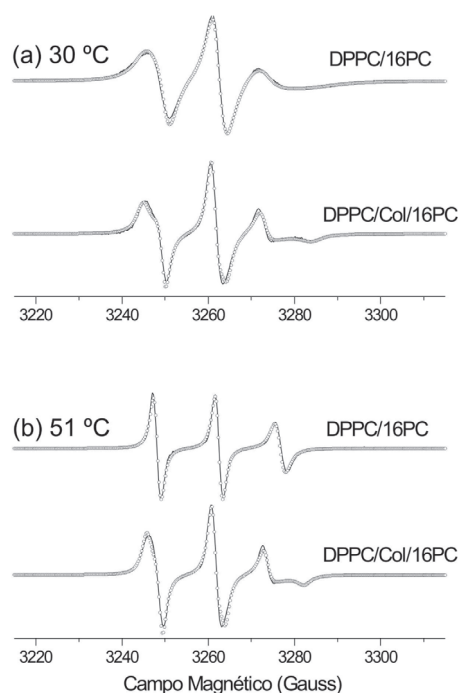 (a) 30 ºC
DPPC/16PC
DPPC/Col/16PC
3220 3240 3260 3280 3300
(b) 51 ºC
DPPC/16PC
DPPC/Col/16PC
3220 3240 3260 3280 3300
Campo Magnético (Gauss)